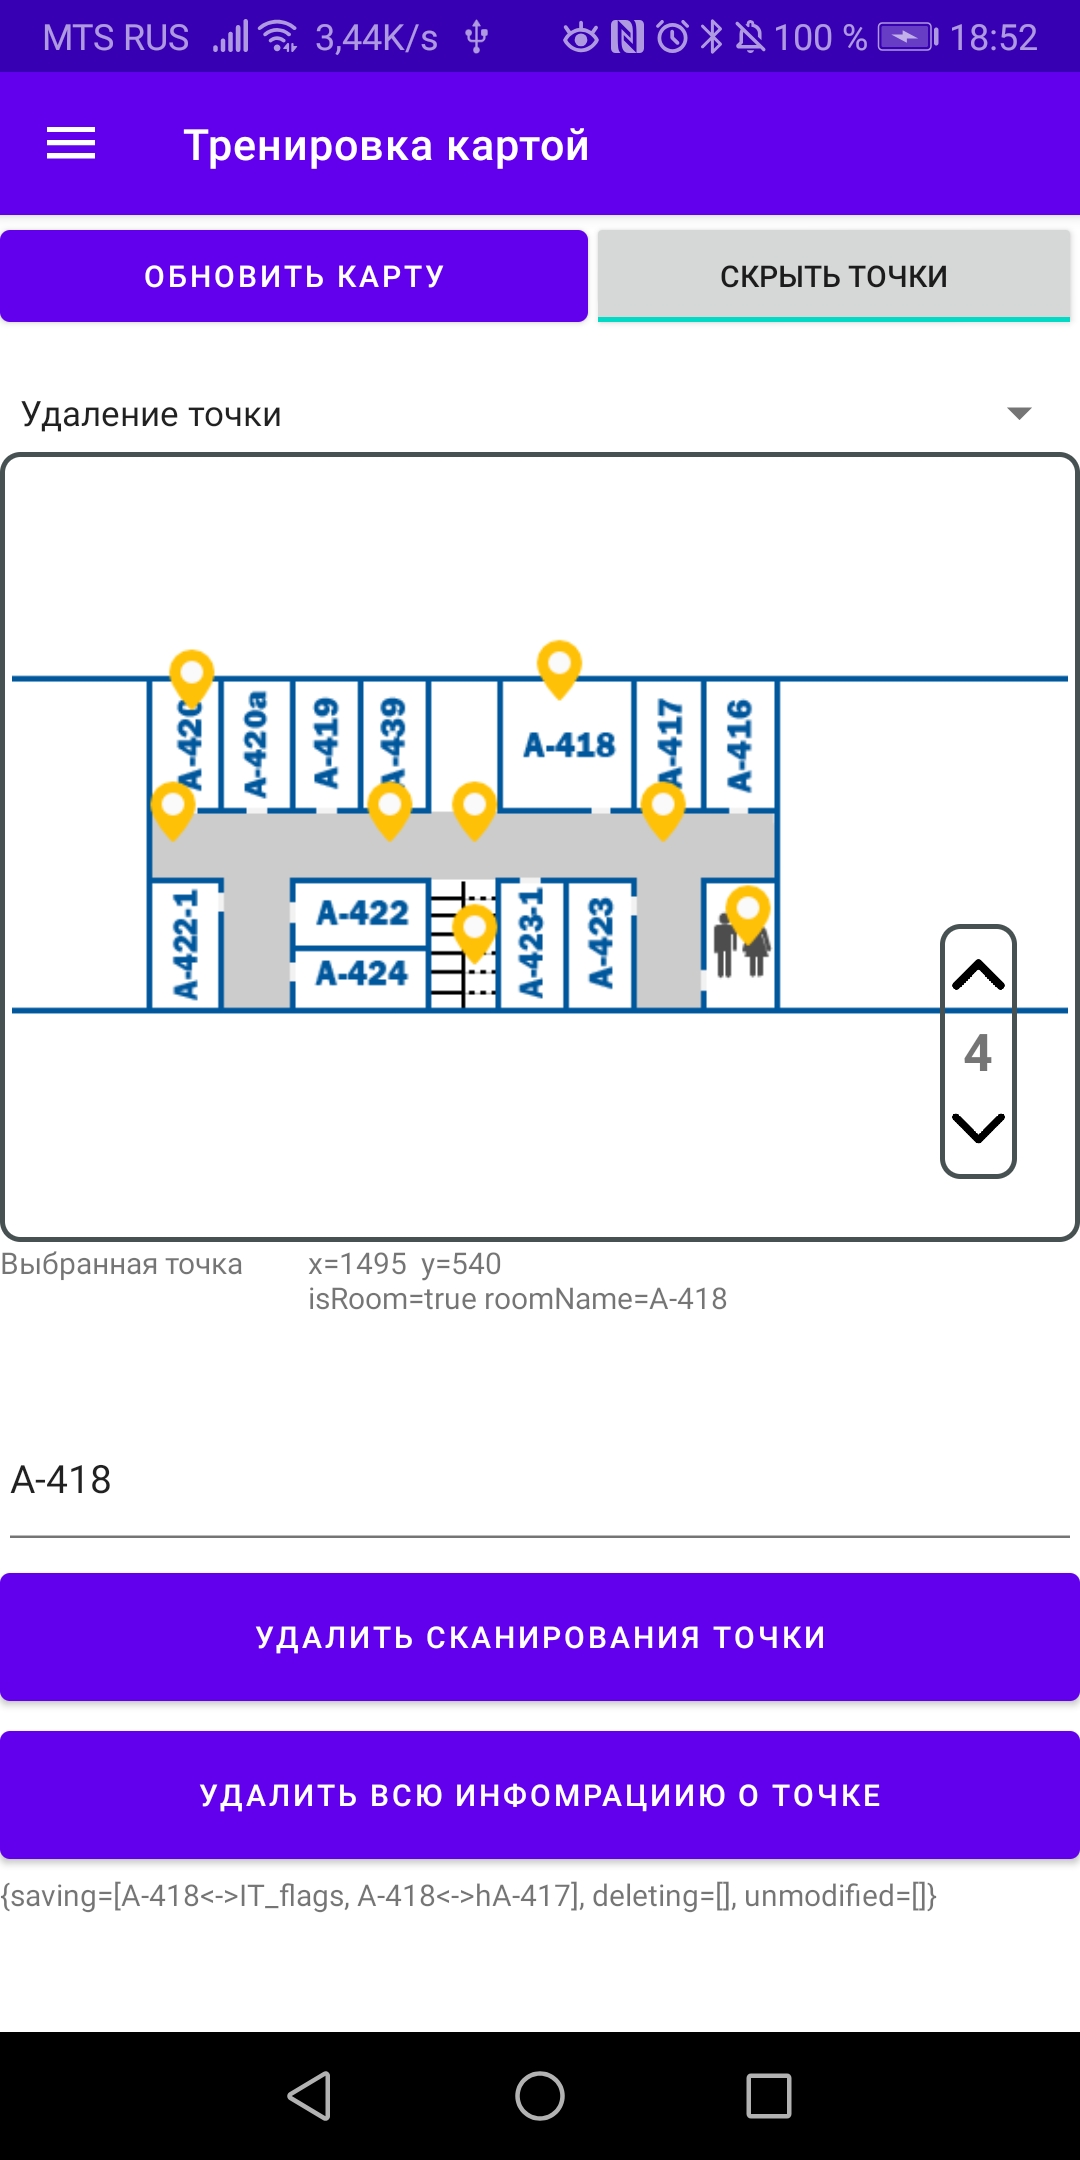 MTS RUS 3,44K/s 100 % 18:52
Тренировка картой
ОБНОВИТЬ КАРТУ
СКРЫТЬ ТОЧКИ
Удаление точки
А-420
А-420а
А-419
А-439
А-418
А-417
А-416
А-422-1
А-422
А-424
А-423-1
А-423
4
Выбранная точка x=1495 y=540
isRoom=true roomName=A-418
A-418
УДАЛИТЬ СКАНИРОВАНИЯ ТОЧКИ
УДАЛИТЬ ВСЮ ИНФОМРАЦИИЮ О ТОЧКЕ
{saving=[A-418<->IT_flags, A-418<->hA-417], deleting=[], unmodified=[]}